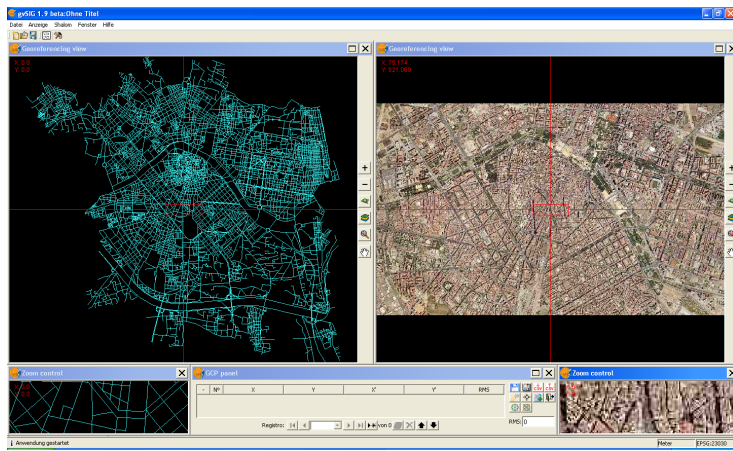 gvSIG 1.9 beta:Ohne Titel
Datei Anzeige Shalom Fenster Hilfe
Georeferencing view
X: 0.0
Y: 0.0
Georeferencing view
Zoom control
GCP panel
- Nº X Y X' Y' RMS
Registro: von 0
RMS: 0
Zoom control
Anwendung gestartet
Meter
EPSG:23030